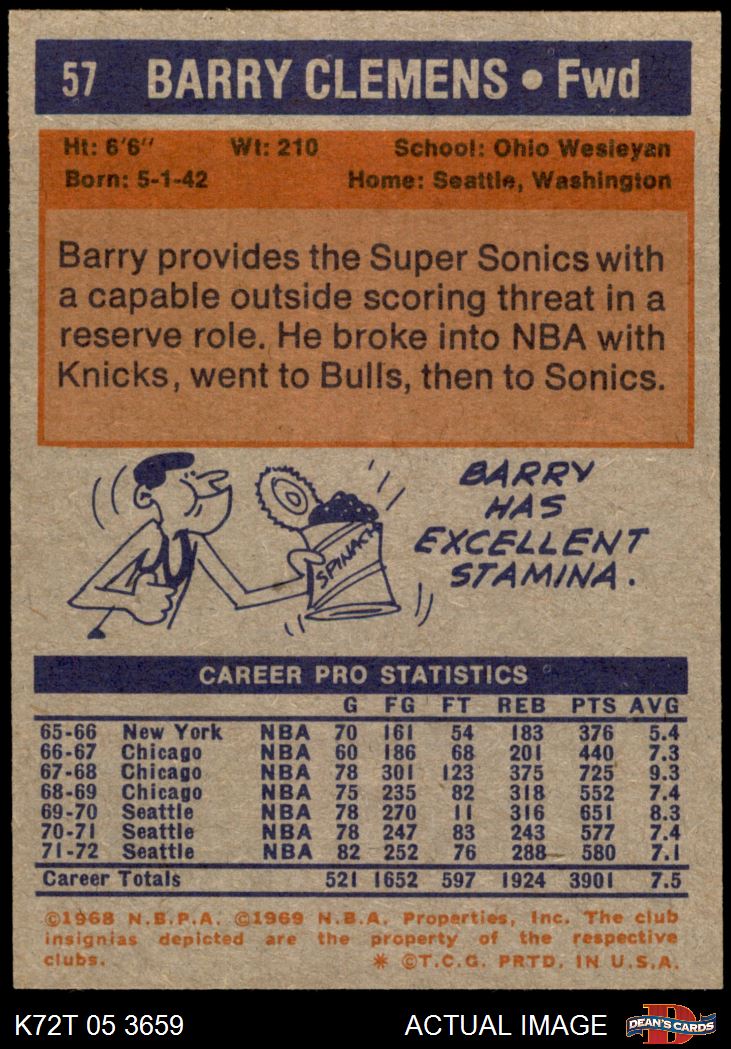 57 BARRY CLEMENS • Fwd
Ht: 6'6" Wt: 210 School: Ohio Wesleyan
Born: 5-1-42 Home: Seattle, Washington
Barry provides the Super Sonics with
a capable outside scoring threat in a
reserve role. He broke into NBA with
Knicks, went to Bulls, then to Sonics.
SPINACH
BARRY
HAS
EXCELLENT
STAMINA.
CAREER PRO STATISTICS
G FG FT REB PTS AVG
65-66 New York NBA 70 161 54 183 376 5.4
66-67 Chicago NBA 60 186 68 201 440 7.3
67-68 Chicago NBA 78 301 123 375 725 9.3
68-69 Chicago NBA 75 235 82 318 552 7.4
69-70 Seattle NBA 78 270 11 316 651 8.3
70-71 Seattle NBA 78 247 83 243 577 7.4
71-72 Seattle NBA 82 252 76 288 580 7.1
Career Totals 521 1652 597 1924 3901 7.5
©1968 N.B.P.A. ©1969 N.B.A. Properties, Inc. The club
insignias depicted are the property of the respective
clubs. * ©T.C.G. PRTD. IN U.S.A.
K72T 05 3659 ACTUAL IMAGE D DEAN'S CARDS